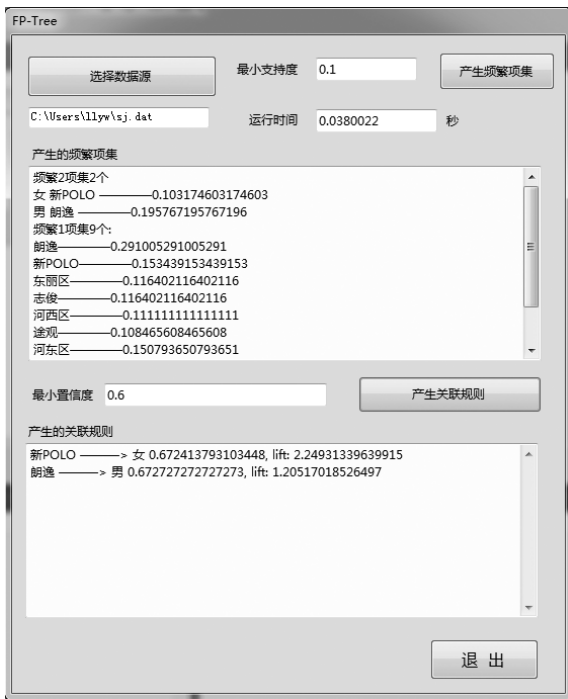 FP-Tree
选择数据源 最小支持度 0.1 产生频繁项集
C:\Users\llyw\sj.dat 运行时间 0.0380022 秒
产生的频繁项集
频繁2项集2个
女 新POLO ————0.103174603174603
男 朗逸 ————0.195767195767196
频繁1项集9个:
朗逸————0.291005291005291
新POLO————0.153439153439153
东丽区————0.116402116402116
志俊————0.116402116402116
河西区————0.111111111111111
途观————0.108465608465608
河东区————0.150793650793651
最小置信度 0.6 产生关联规则
产生的关联规则
新POLO ———> 女 0.672413793103448, lift: 2.24931339639915
朗逸 ———> 男 0.672727272727273, lift: 1.20517018526497
退 出